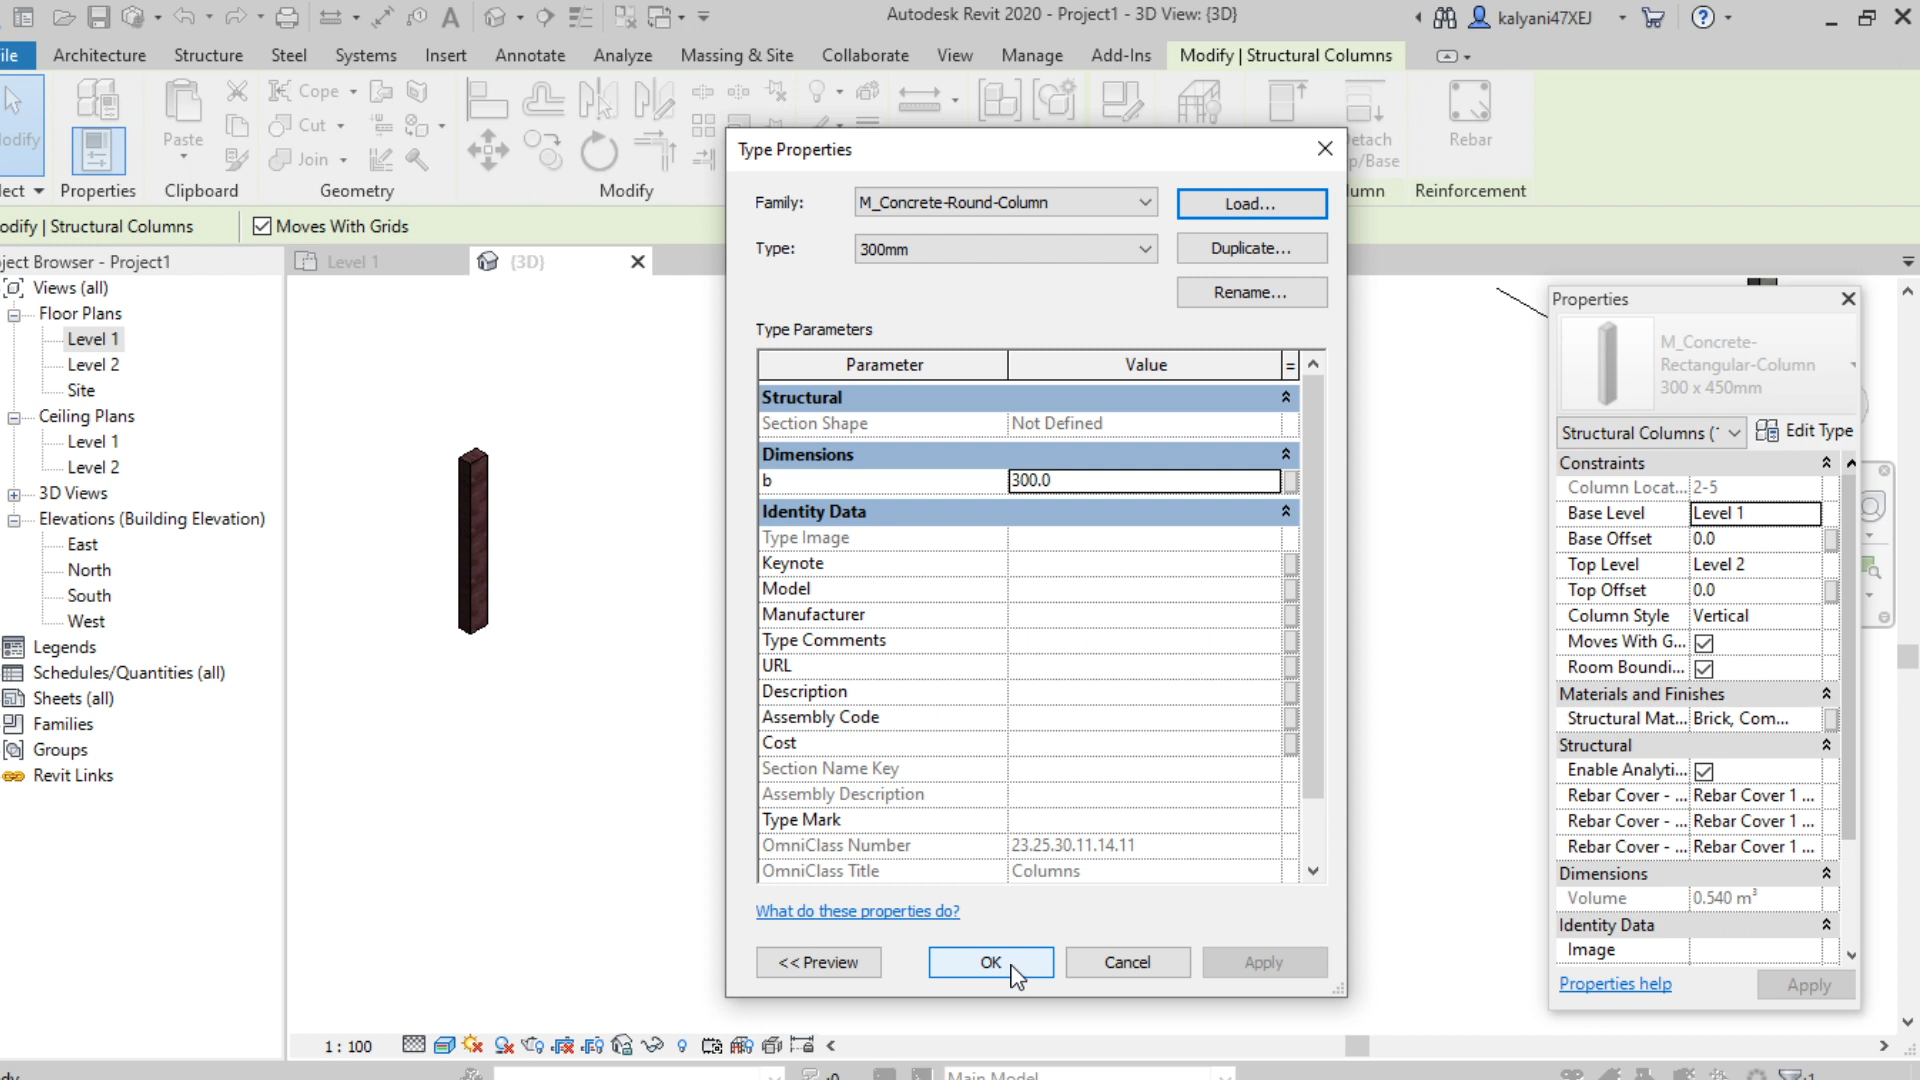 Autodesk Revit 2020 - Project1 - 3D View: {3D}
kalyani47XEJ
ile
Architecture
Structure
Steel
Systems
Insert
Annotate
Analyze
Massing & Site
Collaborate
View
Manage
Add-Ins
Modify | Structural Columns
odify
Paste
Cope
Cut
Join
etach
p/Base
Rebar
lect
Properties
Clipboard
Geometry
Modify
umn
Reinforcement
odify | Structural Columns
Moves With Grids
ject Browser - Project1
Level 1
{3D}
Views (all)
Floor Plans
Level 1
Level 2
Site
Ceiling Plans
Level 1
Level 2
3D Views
Elevations (Building Elevation)
East
North
South
West
Legends
Schedules/Quantities (all)
Sheets (all)
Families
Groups
Revit Links
Type Properties
Family:
M_Concrete-Round-Column
Load...
Type:
300mm
Duplicate...
Rename...
Type Parameters
Parameter
Value
=
Structural
Section Shape
Not Defined
Dimensions
b
300.0
Identity Data
Type Image
Keynote
Model
Manufacturer
Type Comments
URL
Description
Assembly Code
Cost
Section Name Key
Assembly Description
Type Mark
OmniClass Number
23.25.30.11.14.11
OmniClass Title
Columns
What do these properties do?
<< Preview
OK
Cancel
Apply
Properties
M_Concrete-
Rectangular-Column
300 x 450mm
Structural Columns (
Edit Type
Constraints
Column Locat... 2-5
Base Level Level 1
Base Offset 0.0
Top Level Level 2
Top Offset 0.0
Column Style Vertical
Moves With G...
Room Boundi...
Materials and Finishes
Structural Mat... Brick, Com...
Structural
Enable Analyti...
Rebar Cover - ... Rebar Cover 1 ...
Rebar Cover - ... Rebar Cover 1 ...
Rebar Cover - ... Rebar Cover 1 ...
Dimensions
Volume 0.540 m³
Identity Data
Image
Properties help
Apply
1 : 100
Main Model